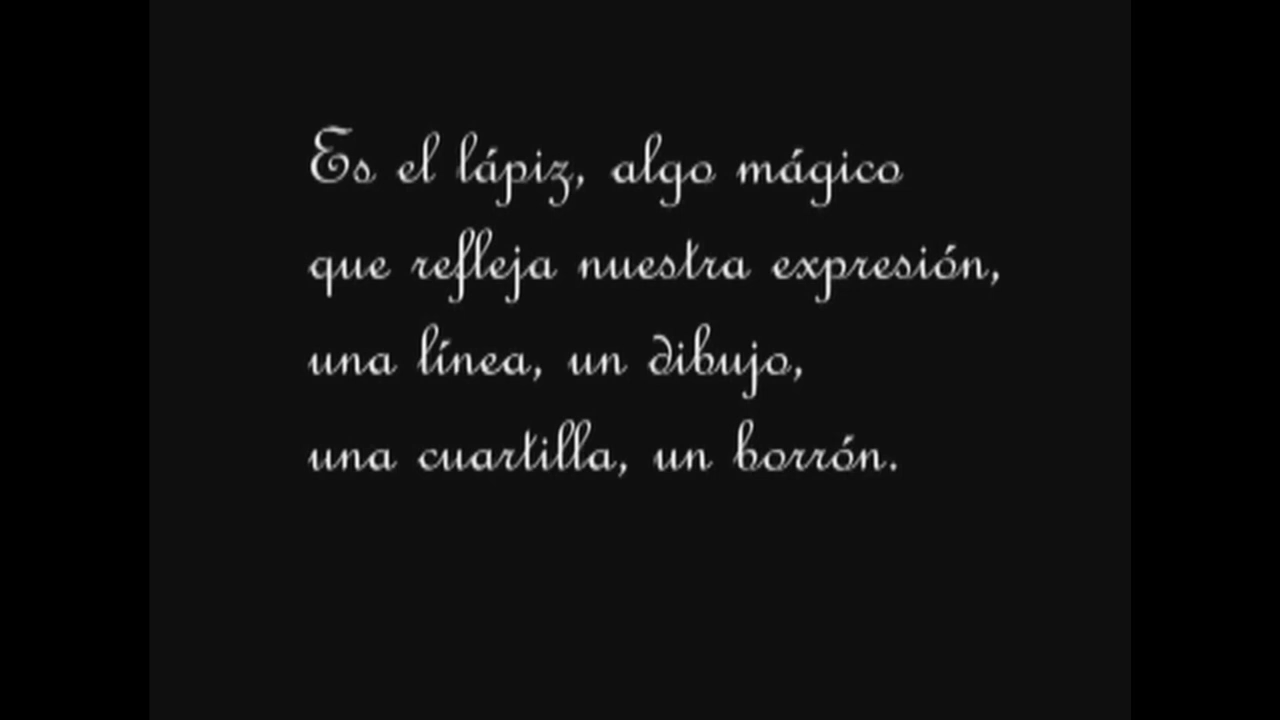 Es el lápiz, algo mágico
que refleja nuestra expresión,
una línea, un dibujo,
una cuartilla, un borrón.